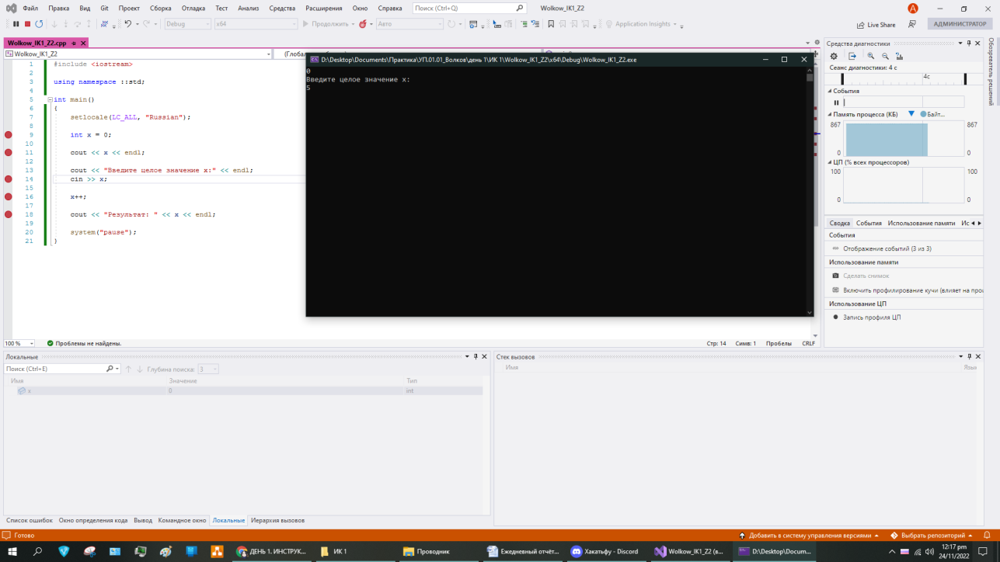 Файл Правка Вид Git Проект Сборка Отладка Тест Анализ Средства Расширения Окно Справка Поиск (Ctrl+Q) Wolkow_IK1_Z2 A
Debug x64 Продолжить Авто Application Insights Live Share АДМИНИСТРАТОР
Wolkow_IK1_Z2.cpp
Wolkow_IK1_Z2
D:\Desktop\Documents\Практика\УП.01.01_Волков\день 1\ИК 1\Wolkow_IK1_Z2\x64\Debug\Wolkow_IK1_Z2.exe
0
Введите целое значение x:
5
1 #include <iostream>
2
3 using namespace ::std;
4
5 int main()
6 {
7 setlocale(LC_ALL, "Russian");
8
9 int x = 0;
10
11 cout << x << endl;
12
13 cout << "Введите целое значение x:" << endl;
14 cin >> x;
15
16 x++;
17
18 cout << "Результат: " << x << endl;
19
20 system("pause");
21 }
100 % Проблемы не найдены. Стр: 14 Симв: 1 Пробелы CRLF
Средства диагностики
Сеанс диагностики: 4 с
4с
События
Память процесса (КБ) Байт...
867 867
0 0
ЦП (% всех процессоров)
100 100
0 0
Сводка События Использование памяти Ис
События
Отображение событий (3 из 3)
Использование памяти
Сделать снимок
Включить профилирование кучи (влияет на про
Использование ЦП
Запись профиля ЦП
Обозреватель решений
Локальные
Поиск (Ctrl+E) Глубина поиска: 3
Имя Значение Тип
x 0 int
Стек вызовов
Имя Язык
Список ошибок Окно определения кода Вывод Командное окно Локальные Иерархия вызовов
Готово Добавить в систему управления версиями Выбрать репозиторий
ДЕНЬ 1. ИНСТРУК... ИК 1 Проводник Ежедневный отчёт... Хакатьфу - Discord Wolkow_IK1_Z2 (в... D:\Desktop\Docum...
12:17 pm
24/11/2022